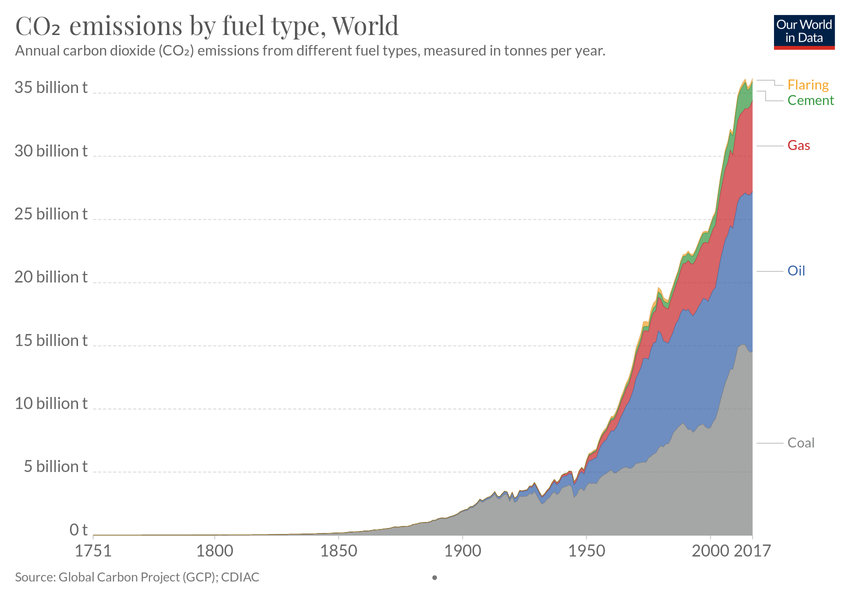 CO₂ emissions by fuel type, World
Annual carbon dioxide (CO₂) emissions from different fuel types, measured in tonnes per year.
Our World
in Data
35 billion t
30 billion t
25 billion t
20 billion t
15 billion t
10 billion t
5 billion t
0 t
Flaring
Cement
Gas
Oil
Coal
1751 1800 1850 1900 1950 2000 2017
Source: Global Carbon Project (GCP); CDIAC